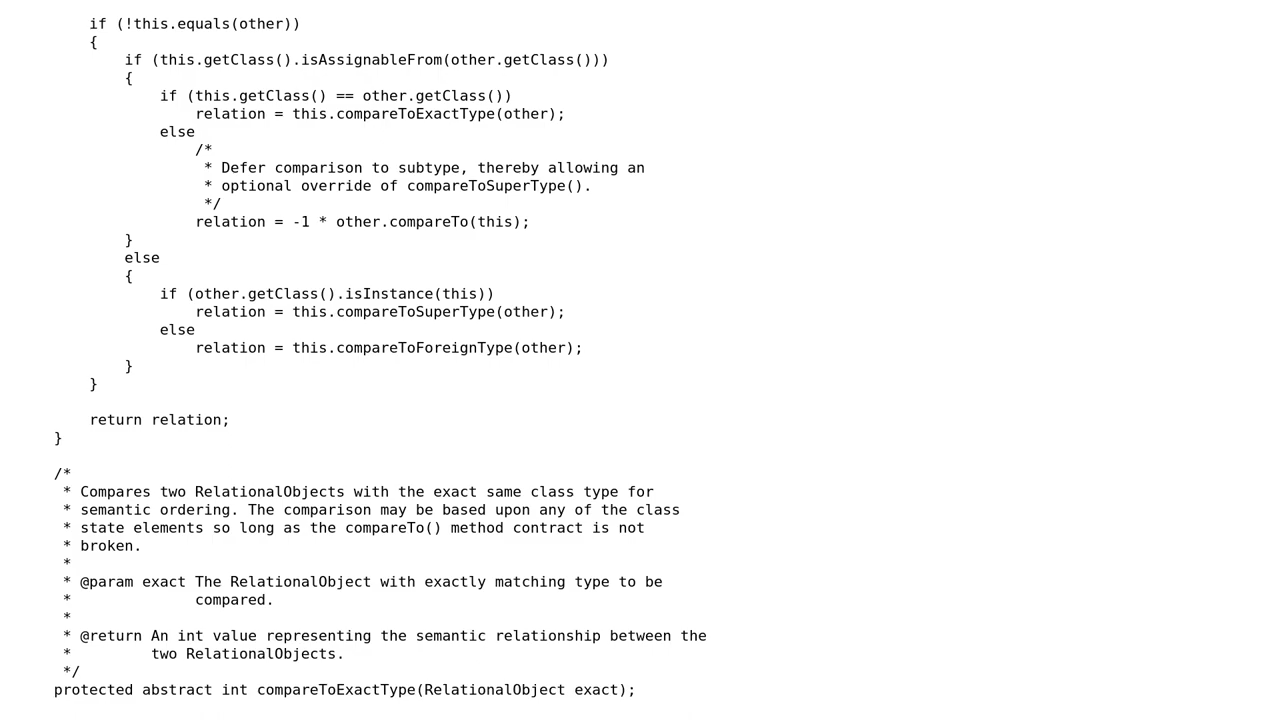 if (!this.equals(other))
    {
        if (this.getClass().isAssignableFrom(other.getClass()))
        {
            if (this.getClass() == other.getClass())
                relation = this.compareToExactType(other);
            else
                /*
                 * Defer comparison to subtype, thereby allowing an
                 * optional override of compareToSuperType().
                 */
                relation = -1 * other.compareTo(this);
        }
        else
        {
            if (other.getClass().isInstance(this))
                relation = this.compareToSuperType(other);
            else
                relation = this.compareToForeignType(other);
        }
    }

    return relation;
}

/*
 * Compares two RelationalObjects with the exact same class type for
 * semantic ordering. The comparison may be based upon any of the class
 * state elements so long as the compareTo() method contract is not
 * broken.
 *
 * @param exact The RelationalObject with exactly matching type to be
 *              compared.
 *
 * @return An int value representing the semantic relationship between the
 *         two RelationalObjects.
 */
protected abstract int compareToExactType(RelationalObject exact);